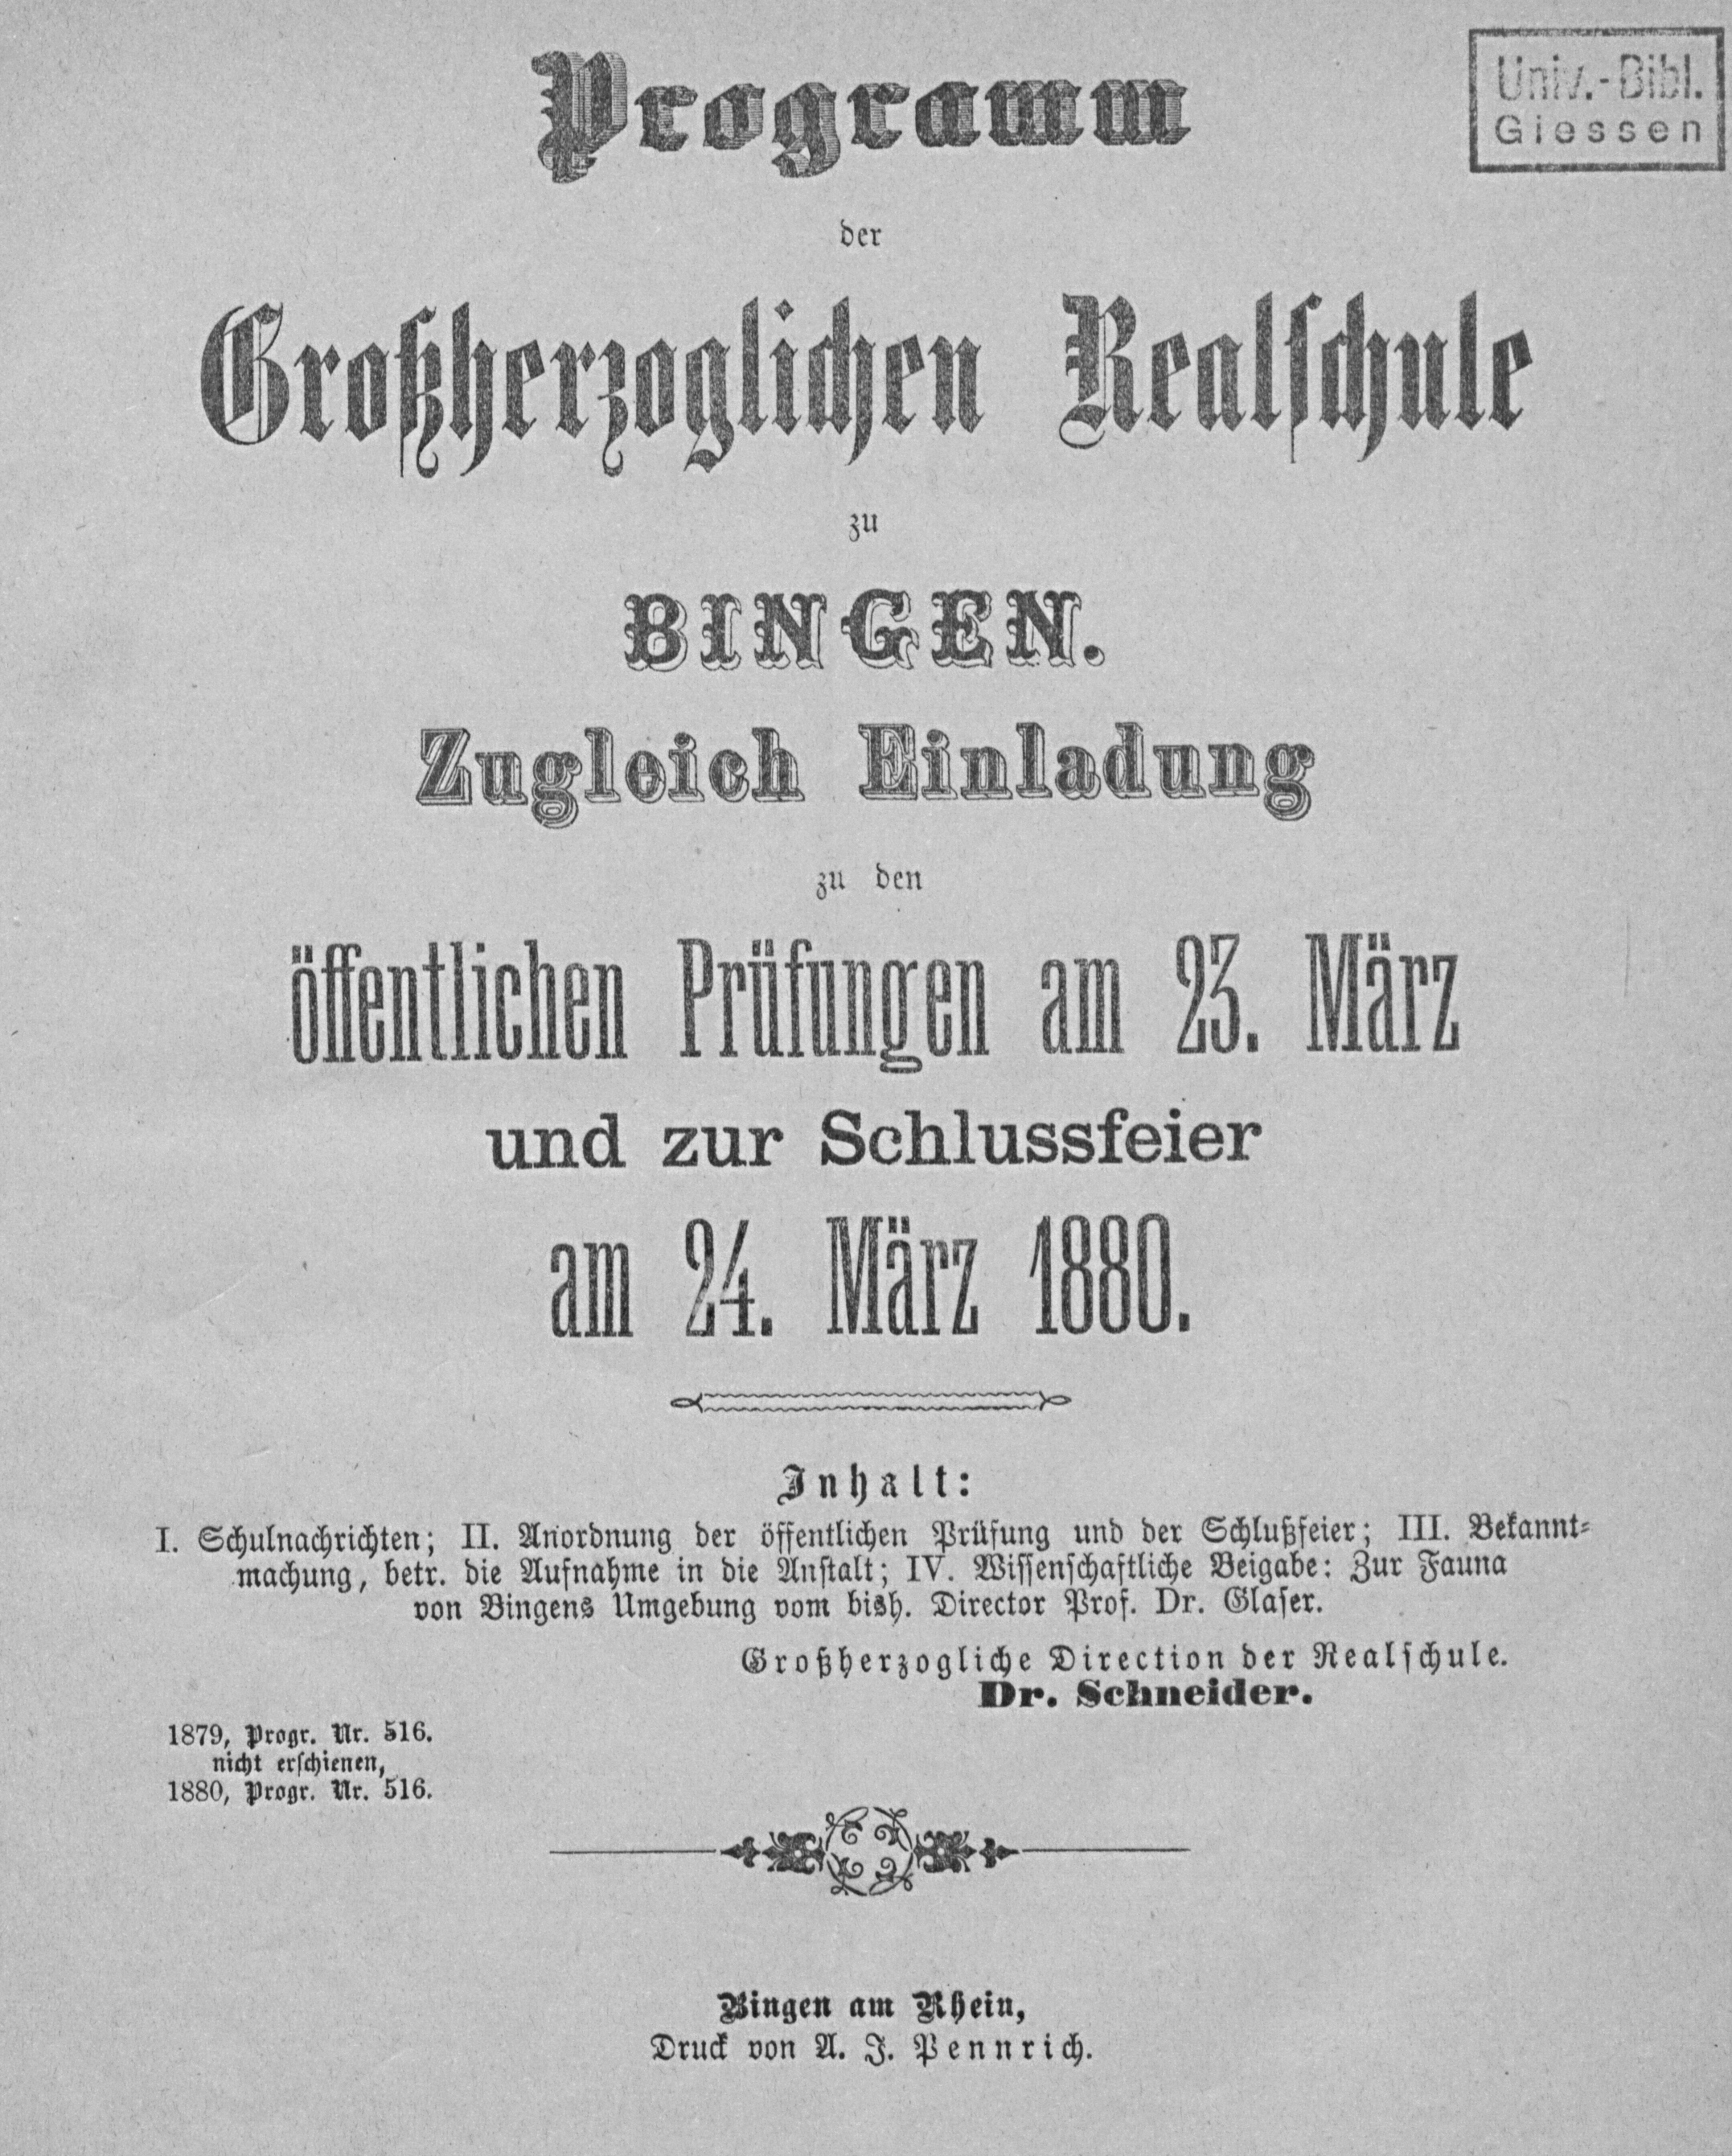 Programm
Univ.-Bibl.
Giessen
der
Großherzoglichen Realschule
zu
BINGEN.
Zugleich Einladung
zu den
öffentlichen Prüfungen am 23. März
und zur Schlussfeier
am 24. März 1880.
Inhalt:
I. Schulnachrichten; II. Anordnung der öffentlichen Prüfung und der Schlußfeier; III. Bekannt-
machung, betr. die Aufnahme in die Anstalt; IV. Wissenschaftliche Beigabe: Zur Fauna
von Bingens Umgebung vom bish. Director Prof. Dr. Glaser.
Großherzogliche Direction der Realschule.
Dr. Schneider.
1879, Progr. Nr. 516.
nicht erschienen,
1880, Progr. Nr. 516.
Bingen am Rhein,
Druck von A. J. Pennrich.